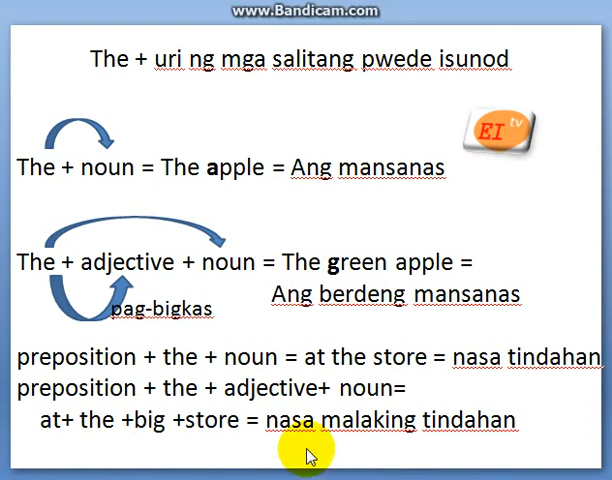 www.Bandicam.com
The + uri ng mga salitang pwede isunod
EI tv
The + noun = The apple = Ang mansanas
The + adjective + noun = The green apple =
Ang berdeng mansanas
pag-bigkas
preposition + the + noun = at the store = nasa tindahan
preposition + the + adjective+ noun=
at+ the +big +store = nasa malaking tindahan